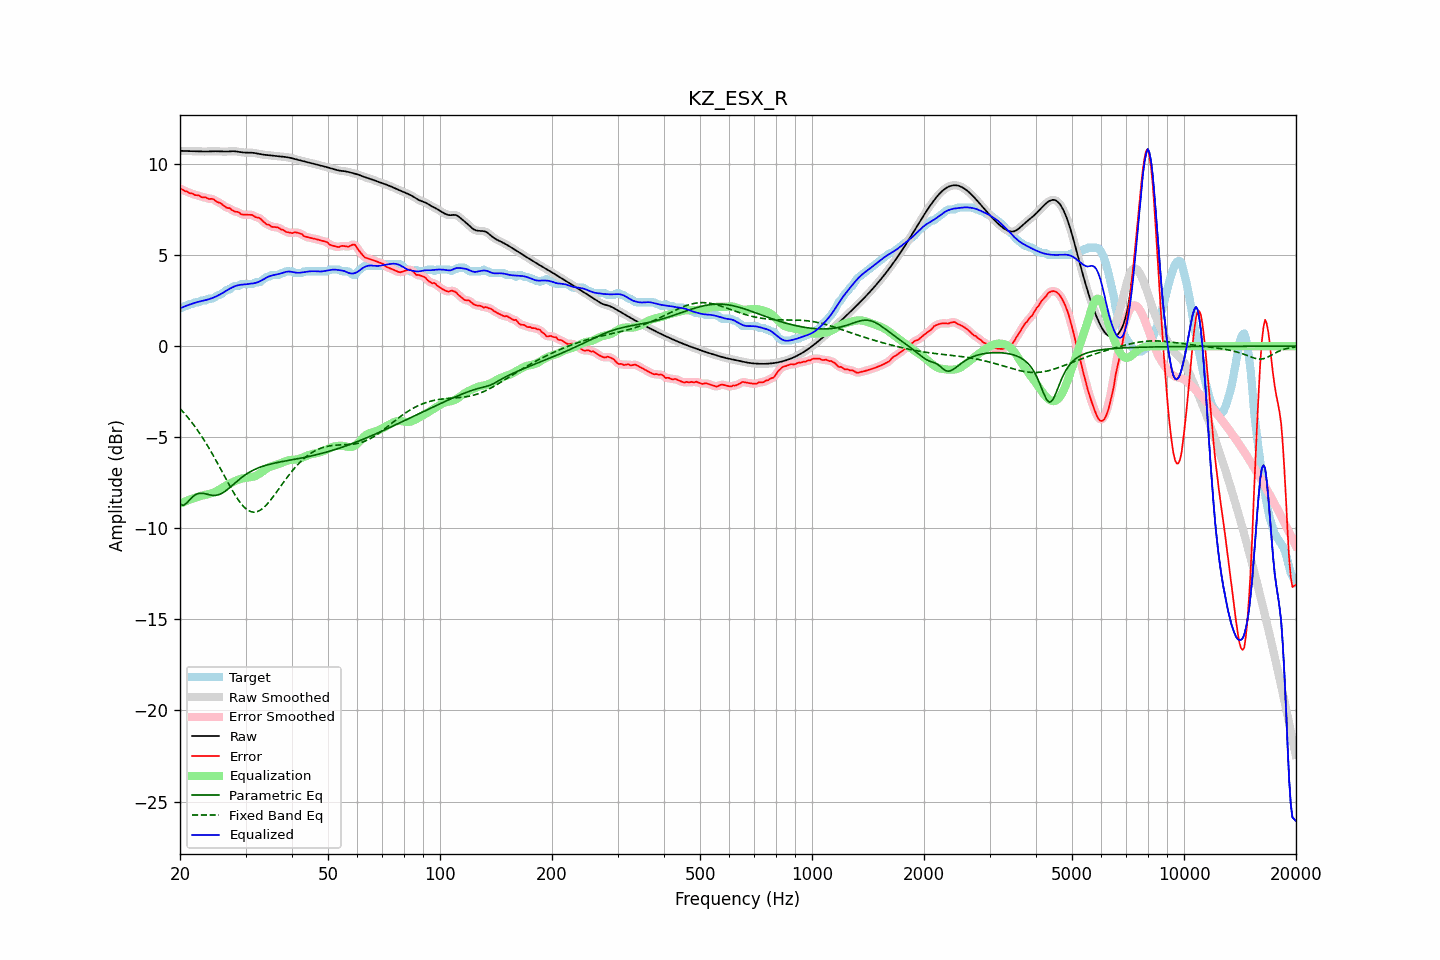 KZ_ESX_R
Amplitude (dBr)
10
5
0
−5
−10
−15
−20
−25
Target
Raw Smoothed
Error Smoothed
Raw
Error
Equalization
Parametric Eq
Fixed Band Eq
Equalized
20
50
100
200
500
1000
2000
5000
10000
20000
Frequency (Hz)